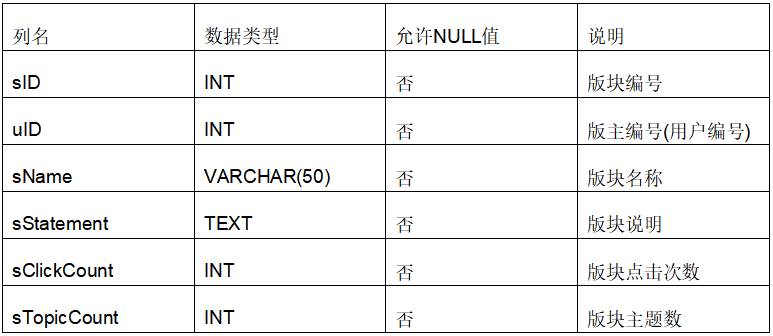 列名 数据类型 允许NULL值 说明
sID INT 否 版块编号
uID INT 否 版主编号(用户编号)
sName VARCHAR(50) 否 版块名称
sStatement TEXT 否 版块说明
sClickCount INT 否 版块点击次数
sTopicCount INT 否 版块主题数